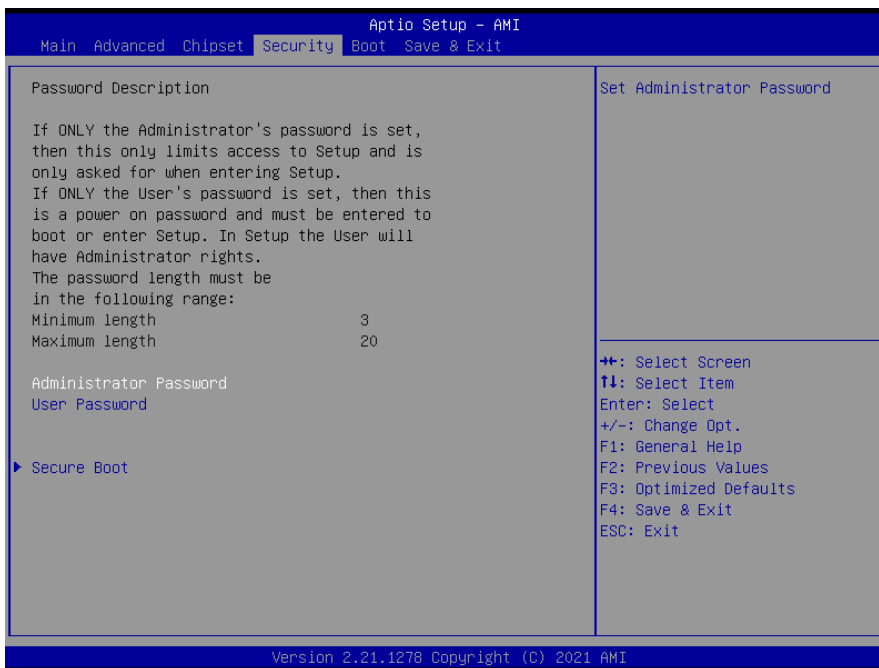 Aptio Setup - AMI
Main Advanced Chipset Security Boot Save & Exit
Password Description
If ONLY the Administrator's password is set,
then this only limits access to Setup and is
only asked for when entering Setup.
If ONLY the User's password is set, then this
is a power on password and must be entered to
boot or enter Setup. In Setup the User will
have Administrator rights.
The password length must be
in the following range:
Minimum length 3
Maximum length 20
Administrator Password
User Password
Secure Boot
Set Administrator Password
→←: Select Screen
↑↓: Select Item
Enter: Select
+/-: Change Opt.
F1: General Help
F2: Previous Values
F3: Optimized Defaults
F4: Save & Exit
ESC: Exit
Version 2.21.1278 Copyright (C) 2021 AMI